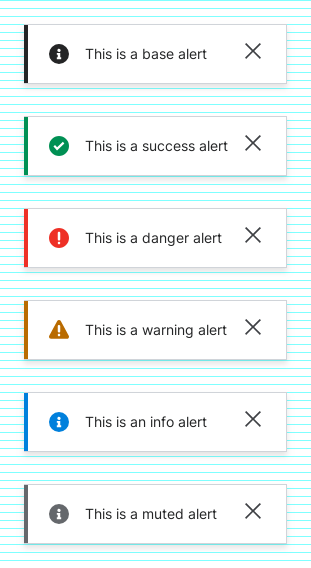 This is a base alert
This is a success alert
This is a danger alert
This is a warning alert
This is an info alert
This is a muted alert